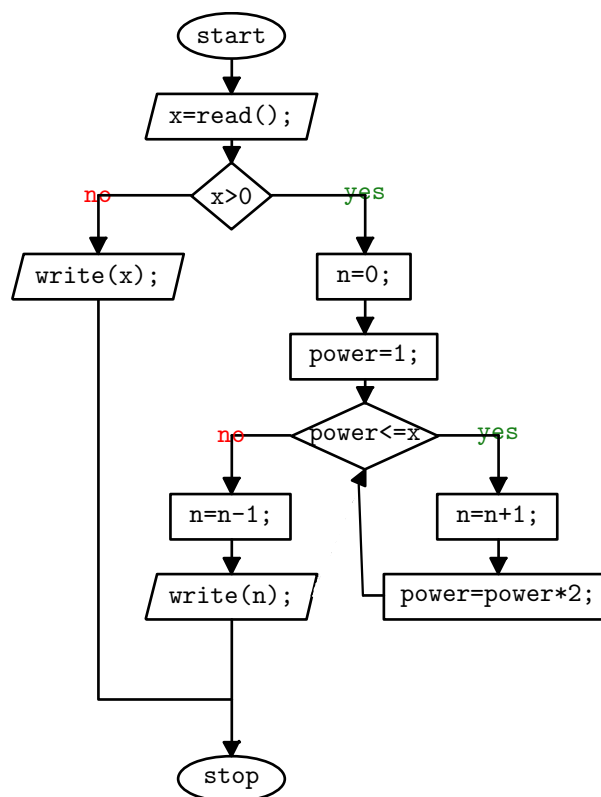 start
x=read();
x>0
no
yes
write(x);
n=0;
power=1;
power<=x
no
yes
n=n-1;
n=n+1;
write(n);
power=power*2;
stop